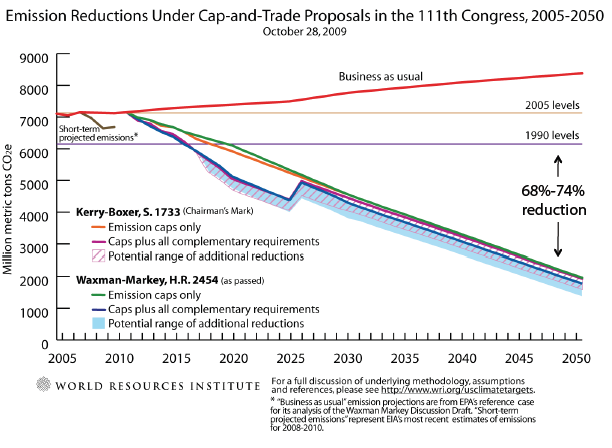 Emission Reductions Under Cap-and-Trade Proposals in the 111th Congress, 2005-2050
October 28, 2009
Million metric tons CO2e
9000
8000
7000
6000
5000
4000
3000
2000
1000
0
Business as usual
2005 levels
1990 levels
Short-term
projected emissions*
68%-74%
reduction
Kerry-Boxer, S. 1733 (Chairman's Mark)
Emission caps only
Caps plus all complementary requirements
Potential range of additional reductions
Waxman-Markey, H.R. 2454 (as passed)
Emission caps only
Caps plus all complementary requirements
Potential range of additional reductions
2005 2010 2015 2020 2025 2030 2035 2040 2045 2050
WORLD RESOURCES INSTITUTE
For a full discussion of underlying methodology, assumptions
and references, please see http://www.wri.org/usclimatetargets.
* "Business as usual" emission projections are from EPA's reference case
for its analysis of the Waxman Markey Discussion Draft. "Short-term
projected emissions" represent EIA's most recent estimates of emissions
for 2008-2010.